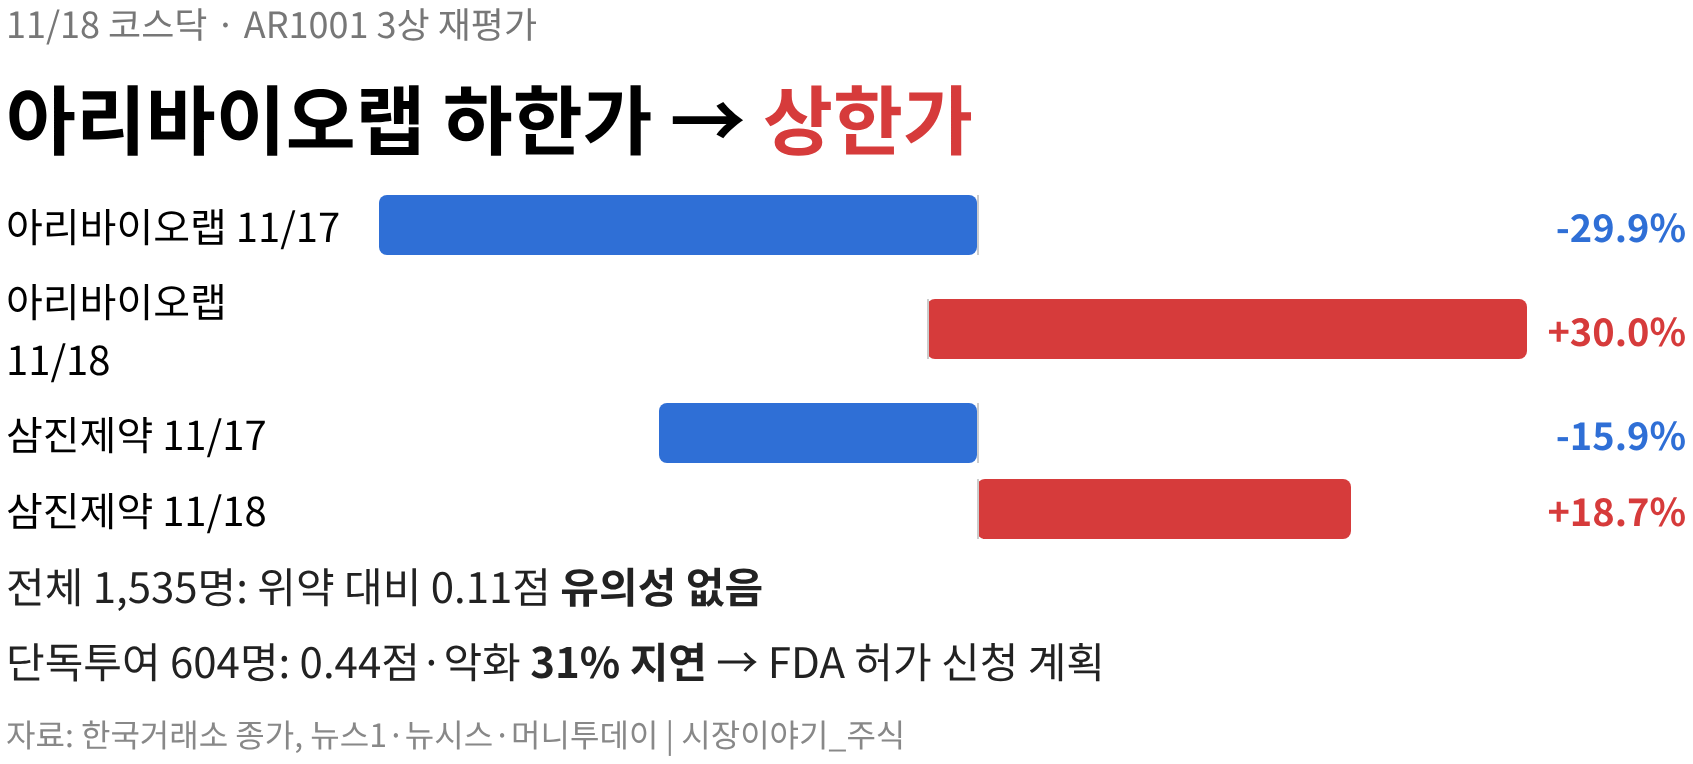 11/18 코스닥 · AR1001 3상 재평가
아리바이오랩 하한가 → 상한가
아리바이오랩 11/17 -29.9%
아리바이오랩
11/18 +30.0%
삼진제약 11/17 -15.9%
삼진제약 11/18 +18.7%
전체 1,535명: 위약 대비 0.11점 유의성 없음
단독투여 604명: 0.44점·악화 31% 지연 → FDA 허가 신청 계획
자료: 한국거래소 종가, 뉴스1·뉴시스·머니투데이 | 시장이야기_주식